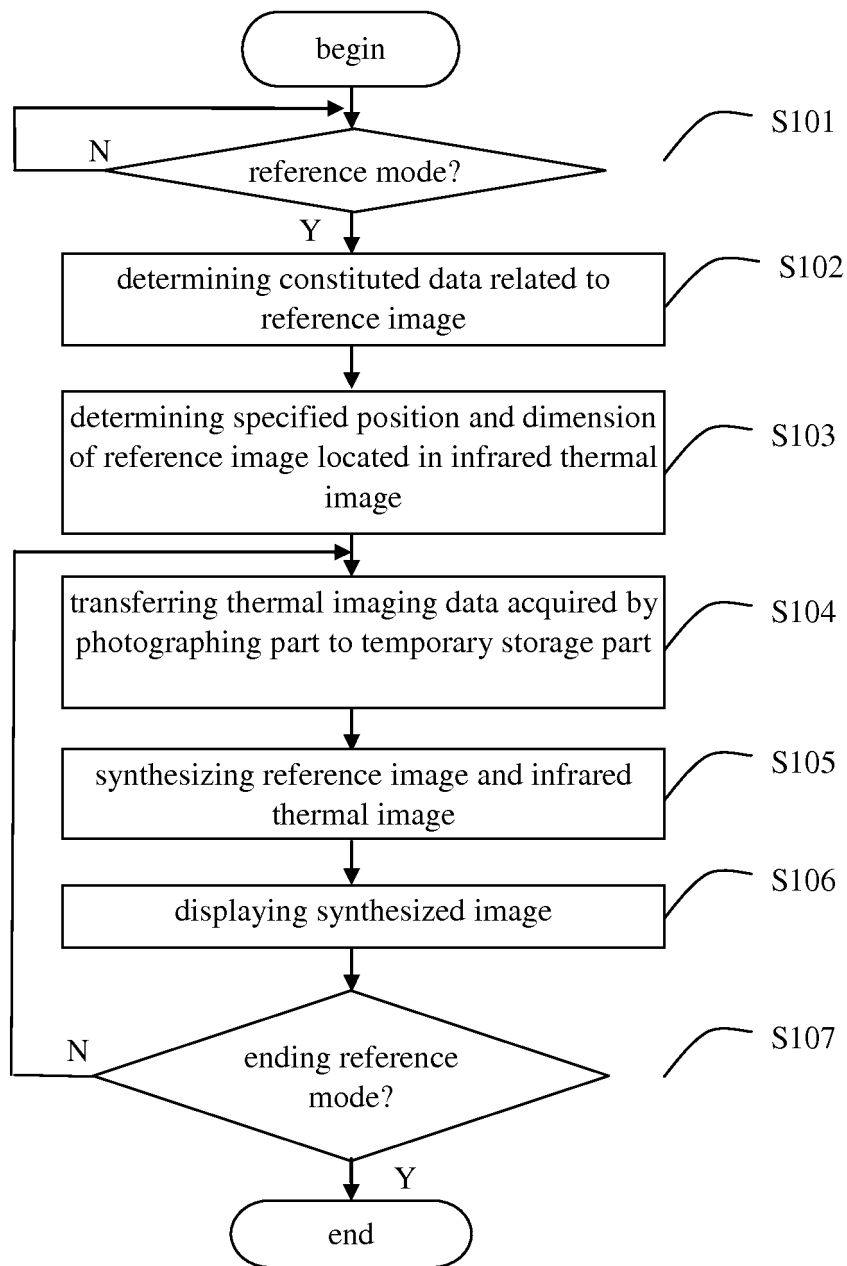 begin
S101
N
reference mode?
Y
S102
determining constituted data related to
reference image
determining specified position and dimension
S103
of reference image located in infrared thermal
image
transferring thermal imaging data acquired by
S104
photographing part to temporary storage part
S105
synthesizing reference image and infrared
thermal image
S106
displaying synthesized image
S107
N
ending reference
mode?
Y
end